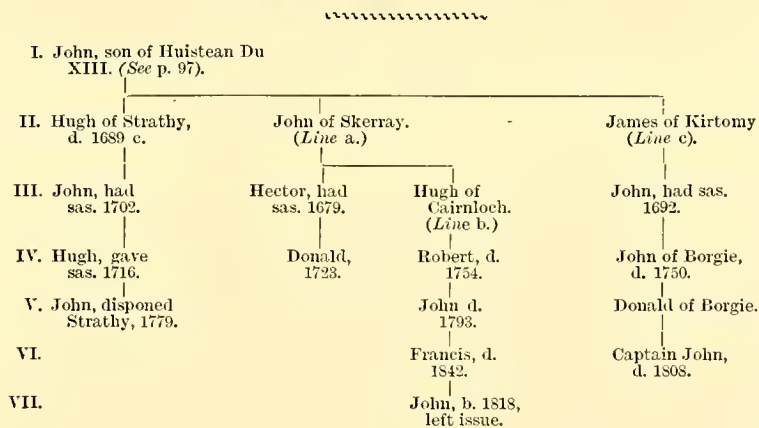 I. John, son of Huistean Du
XIII. (See p. 97).
II. Hugh of Strathy, John of Skerray. James of Kirtomy
d. 1689 c. (Line a.) (Line c).
III. John, had Hector, had Hugh of John, had sas.
sas. 1702. sas. 1679. Cairnloch. 1692.
(Line b.)
IV. Hugh, gave Donald, Robert, d. John of Borgie,
sas. 1716. 1723. 1754. d. 1750.
V. John, disponed John d. Donald of Borgie.
Strathy, 1779. 1793.
VI. Francis, d. Captain John,
1842. d. 1808.
VII. John, b. 1818,
left issue.